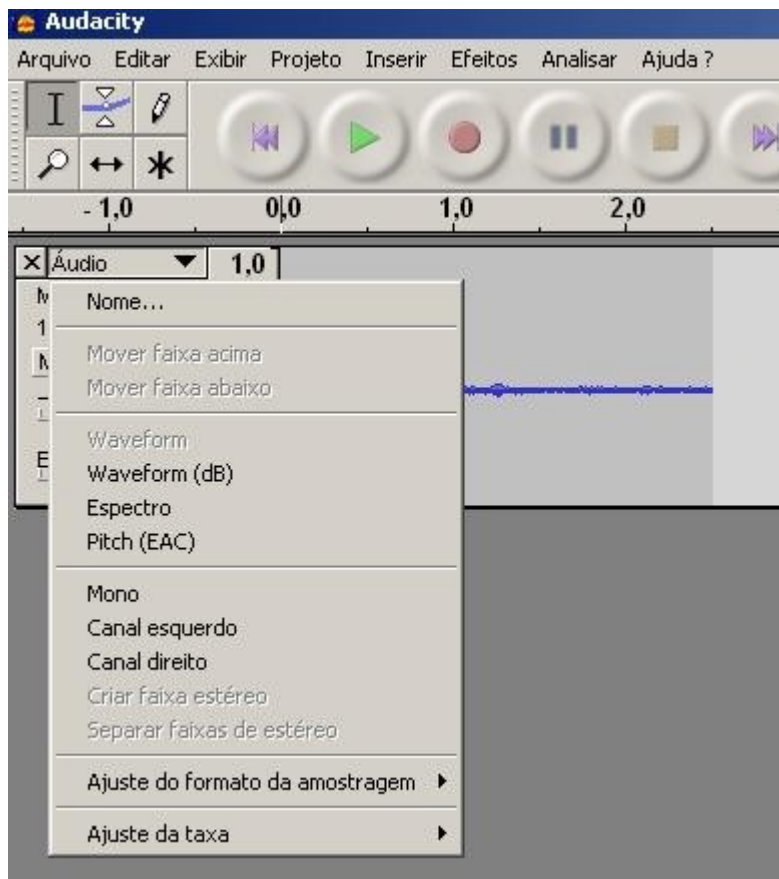 Audacity
Arquivo Editar Exibir Projeto Inserir Efeitos Analisar Ajuda ?
- 1,0 0,0 1,0 2,0
Áudio 1,0
Nome...
Mover faixa acima
Mover faixa abaixo
Waveform
Waveform (dB)
Espectro
Pitch (EAC)
Mono
Canal esquerdo
Canal direito
Criar faixa estéreo
Separar faixas de estéreo
Ajuste do formato da amostragem
Ajuste da taxa